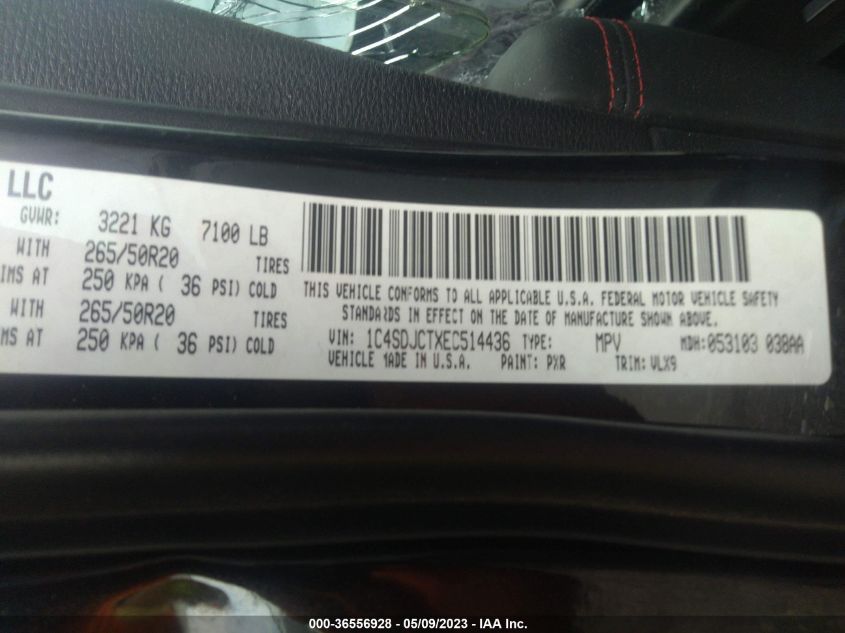 LLC
GVWR: 3221 KG 7100 LB
WITH 265/50R20 TIRES
IMS AT 250 KPA ( 36 PSI) COLD
WITH 265/50R20 TIRES
MS AT 250 KPA ( 36 PSI) COLD
THIS VEHICLE CONFORMS TO ALL APPLICABLE U.S.A. FEDERAL MOTOR VEHICLE SAFETY
STANDARDS IN EFFECT ON THE DATE OF MANUFACTURE SHOWN ABOVE.
VIN: 1C4SDJCTXEC514436 TYPE: MPV MDH: 053103 038AA
VEHICLE MADE IN U.S.A. PAINT: PXR TRIM: VLX9
000-36556928 - 05/09/2023 - IAA Inc.